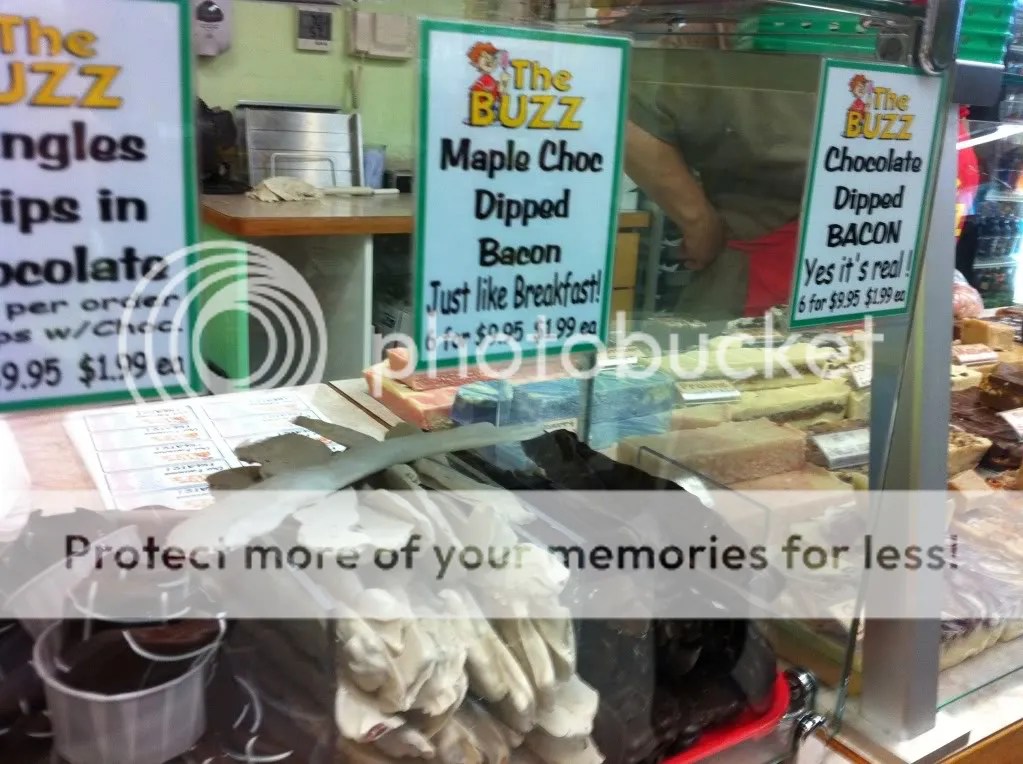 The
BUZZ
ngles
ips in
ocolate
per order
ps w/Choc.
9.95 $1.99 ea
The
BUZZ
Maple Choc
Dipped
Bacon
Just like Breakfast!
6 for $9.95 $1.99 ea
The
BUZZ
Chocolate
Dipped
BACON
Yes it's real!
6 for $9.95 $1.99 ea
photobucket
Protect more of your memories for less!